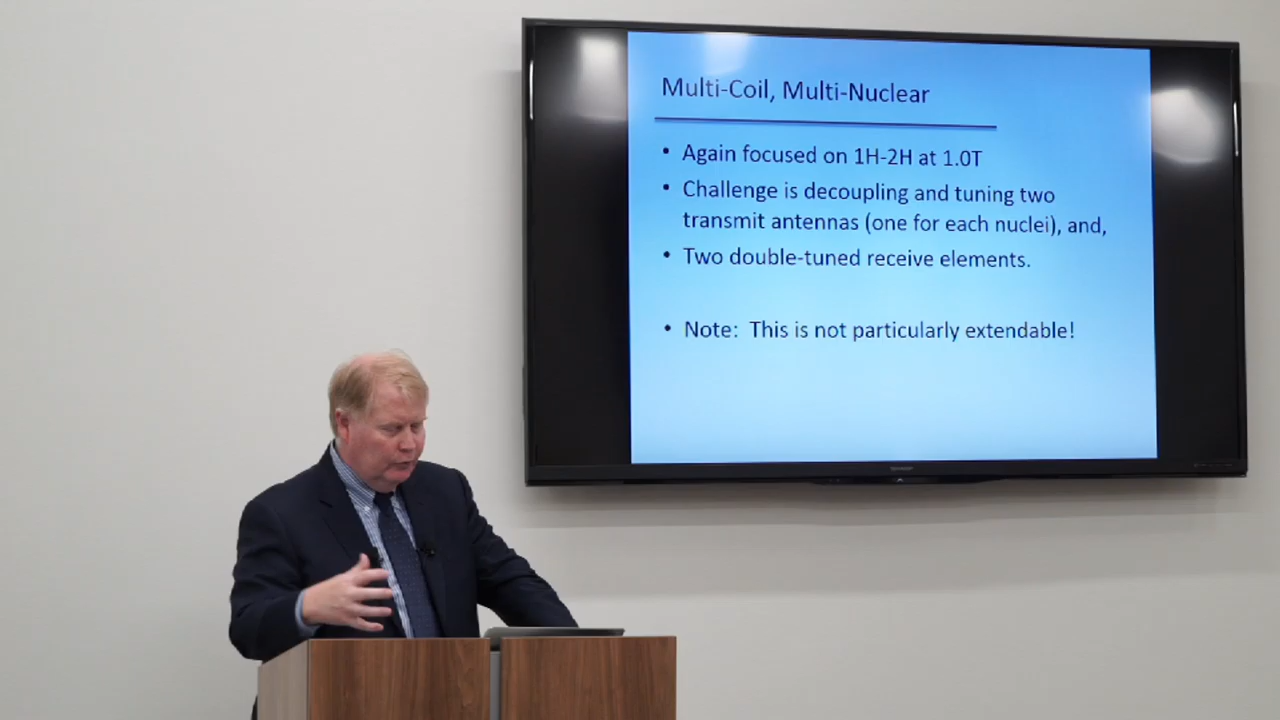 Multi-Coil, Multi-Nuclear
• Again focused on 1H-2H at 1.0T
• Challenge is decoupling and tuning two
transmit antennas (one for each nuclei), and,
• Two double-tuned receive elements.
• Note: This is not particularly extendable!
SHARP